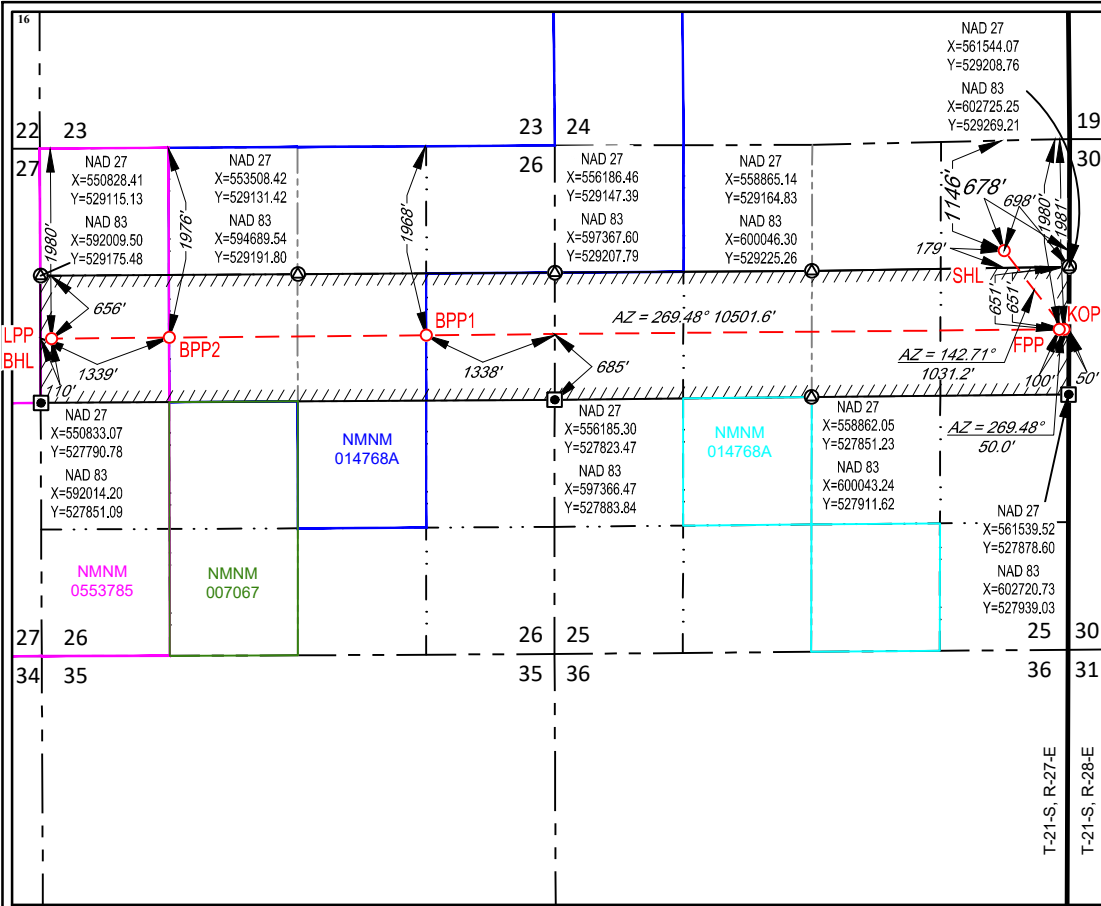 16
NAD 27
X=561544.07
Y=529208.76
NAD 83
X=602725.25
Y=529269.21
22 23
27
23 24
26
19
30
NAD 27
X=550828.41
Y=529115.13
NAD 83
X=592009.50
Y=529175.48
NAD 27
X=553508.42
Y=529131.42
NAD 83
X=594689.54
Y=529191.80
NAD 27
X=556186.46
Y=529147.39
NAD 83
X=597367.60
Y=529207.79
NAD 27
X=558865.14
Y=529164.83
NAD 83
X=600046.30
Y=529225.26
1980'
1976'
1968'
1146'
678'
698'
1980'
1981'
179'
SHL
656'
651'
651'
LPP
BHL
BPP2
BPP1
AZ = 269.48° 10501.6'
KOP
FPP
1339'
110'
1338'
685'
AZ = 142.71°
1031.2'
100'
50'
AZ = 269.48°
50.0'
NAD 27
X=550833.07
Y=527790.78
NAD 83
X=592014.20
Y=527851.09
NMNM
014768A
NAD 27
X=556185.30
Y=527823.47
NAD 83
X=597366.47
Y=527883.84
NMNM
014768A
NAD 27
X=558862.05
Y=527851.23
NAD 83
X=600043.24
Y=527911.62
NAD 27
X=561539.52
Y=527878.60
NAD 83
X=602720.73
Y=527939.03
NMNM
0553785
NMNM
007067
27 26
34 35
26 25
35 36
25 30
36 31
T-21-S, R-27-E
T-21-S, R-28-E